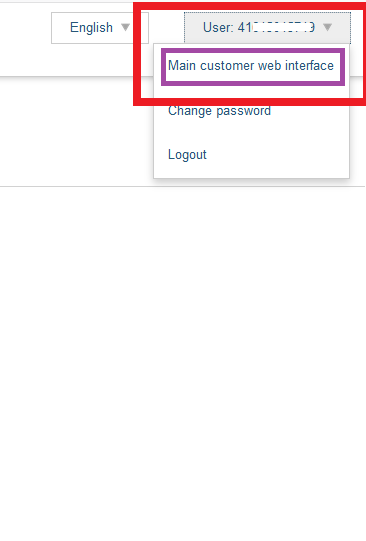 English
User:
Main customer web interface
Change password
Logout